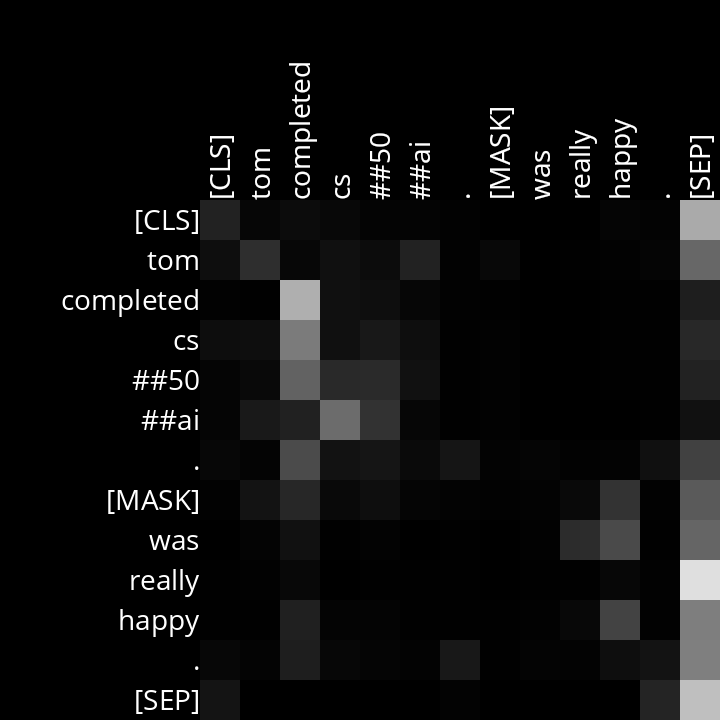 [CLS] tom completed cs ##50 ##ai . [MASK] was really happy . [SEP]
[CLS]
tom
completed
cs
##50
##ai
.
[MASK]
was
really
happy
.
[SEP]